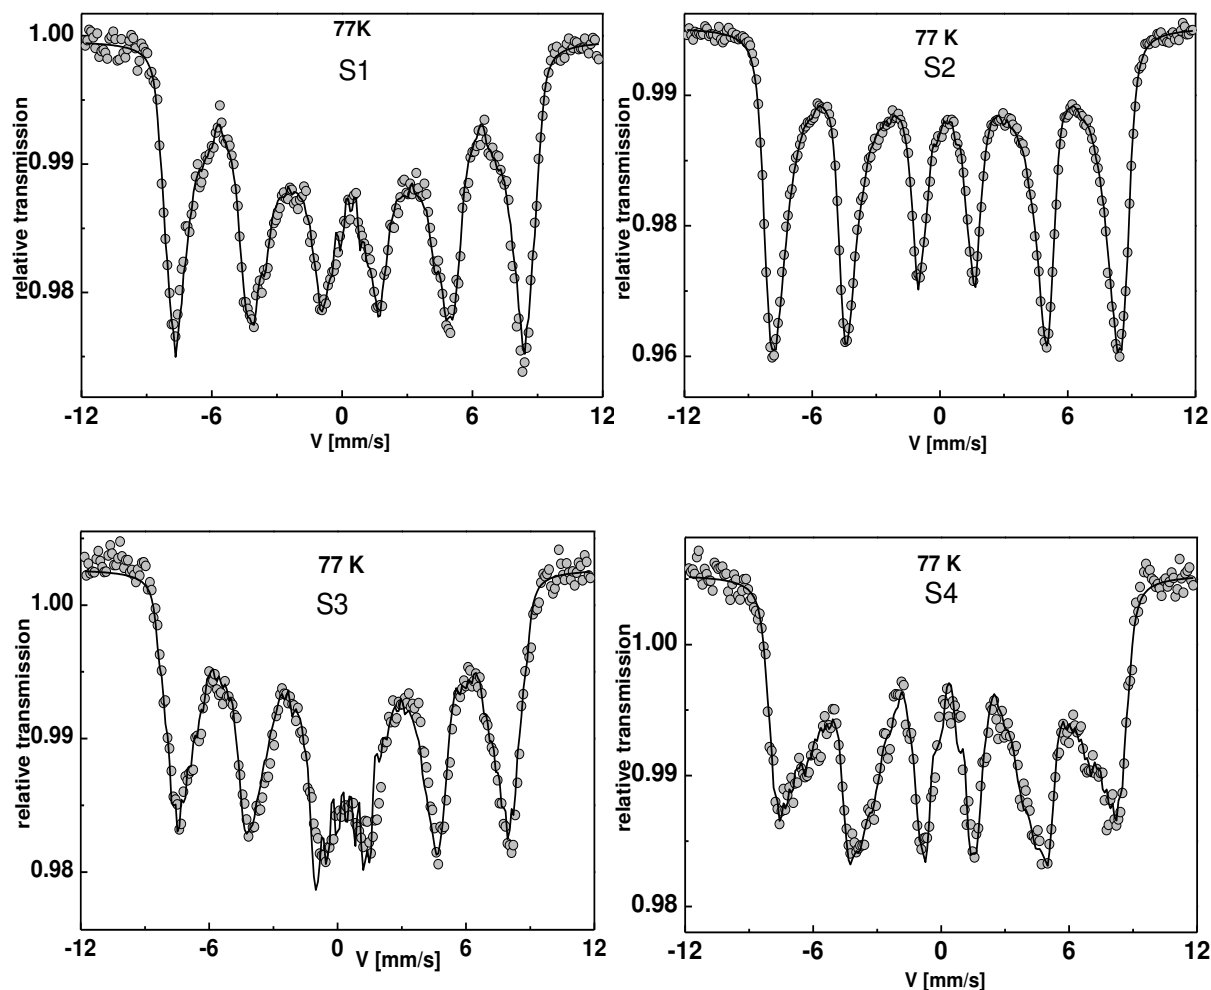 77K
S1
relative transmission
1.00
0.99
0.98
-12 -6 0 6 12
V [mm/s]
77 K
S2
relative transmission
0.99
0.98
0.96
-12 -6 0 6 12
V [mm/s]
77 K
S3
relative transmission
1.00
0.99
0.98
-12 -6 0 6 12
V [mm/s]
77 K
S4
relative transmission
1.00
0.99
0.98
-12 -6 0 6 12
V [mm/s]